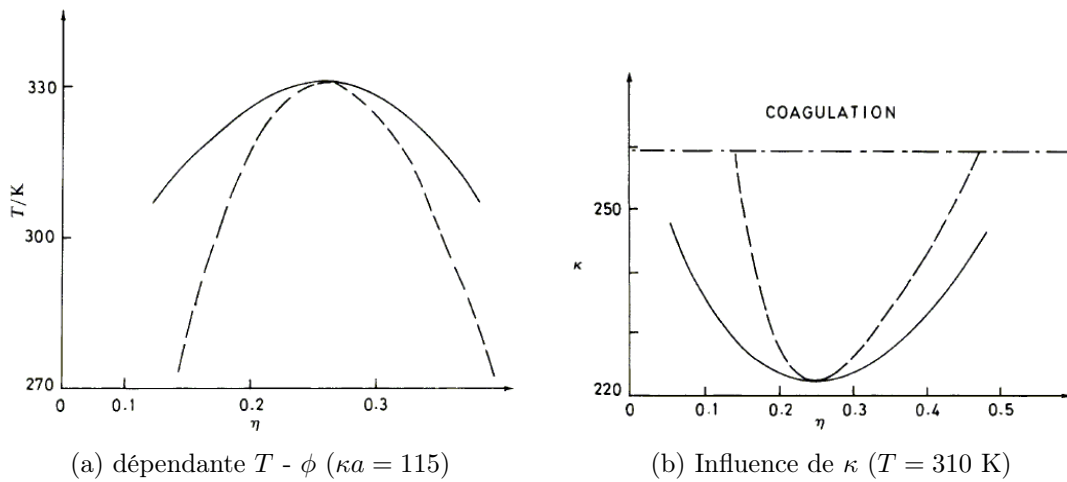 330
T/K
300
270
0
0.1
0.2
0.3
η
(a) dépendante T - φ (κa = 115)
COAGULATION
250
κ
220
0
0.1
0.2
0.3
0.4
0.5
η
(b) Influence de κ (T = 310 K)